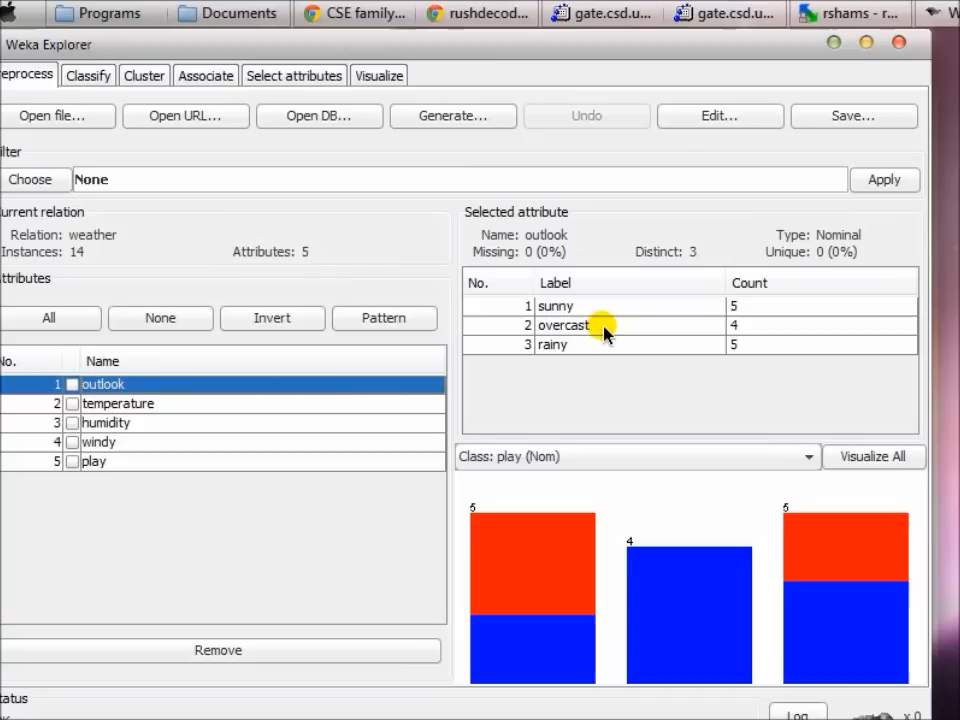 Programs Documents CSE family... rushdecod... gate.csd.u... gate.csd.u... rshams - r... W
Weka Explorer
eprocess Classify Cluster Associate Select attributes Visualize
Open file... Open URL... Open DB... Generate... Undo Edit... Save...
ilter
Choose None Apply
urrent relation
Relation: weather
Instances: 14 Attributes: 5
Selected attribute
Name: outlook Type: Nominal
Missing: 0 (0%) Distinct: 3 Unique: 0 (0%)
ttributes
All None Invert Pattern
No. Name
1 outlook
2 temperature
3 humidity
4 windy
5 play
Remove
No. Label Count
1 sunny 5
2 overcast 4
3 rainy 5
Class: play (Nom) Visualize All
5 4 5
tatus
Log x 0